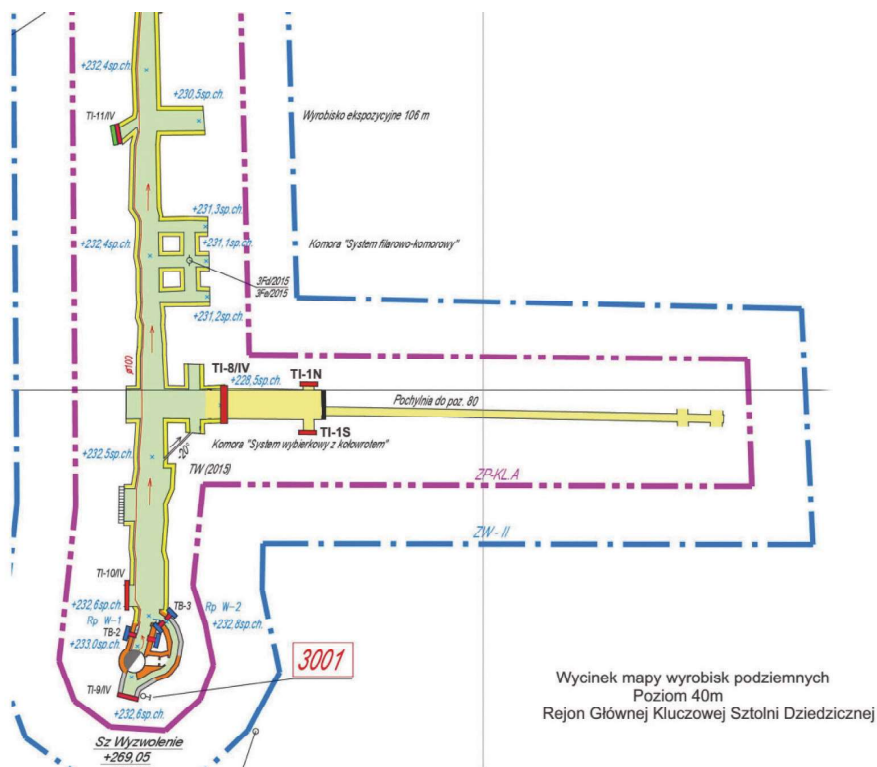 +232,4sp.ch.
+230,5sp.ch.
TI-11/IV
Wyrobisko ekspozycyjne 106 m
+231,3sp.ch.
+232,4sp.ch.
+231,1sp.ch.
Komora "System filarowo-komorowy"
3Fd/2015
3Fe/2015
+231,2sp.ch.
ø100
TI-8/IV
+228,5sp.ch.
TI-1N
Pochylnia do poz. 80
TI-1S
-20°
Komora "System wybierkowy z kołowrotem"
+232,5sp.ch.
TW (2015)
ZP-KL.A
ZW - II
TI-10/IV
+232,6sp.ch.
TB-3
Rp W-2
Rp W-1
+232,8sp.ch.
TB-2
+233,0sp.ch.
3001
TI-9/IV
+232,6sp.ch.
Sz Wyzwolenie
+269,05
Wycinek mapy wyrobisk podziemnych
Poziom 40m
Rejon Głównej Kluczowej Sztolni Dziedzicznej